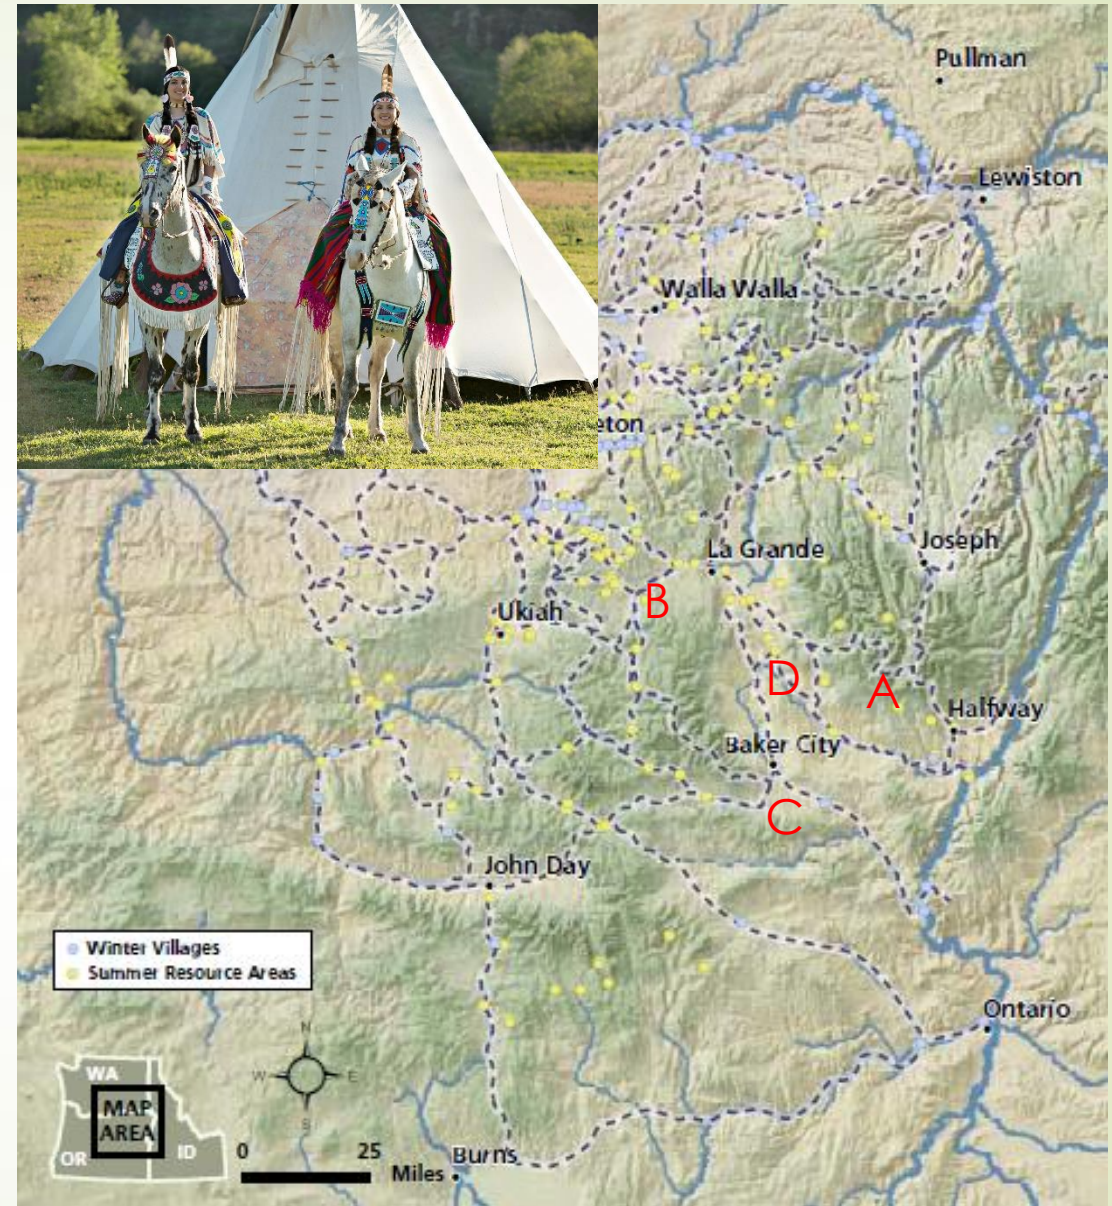 Pullman
Lewiston
Walla Walla
eton
La Grande
Joseph
B
Ukiah
D
A
Halfway
Baker City
C
John Day
Winter Villages
Summer Resource Areas
Ontario
N
W E
S
WA
MAP
AREA
OR ID
0 25
Miles
Burns